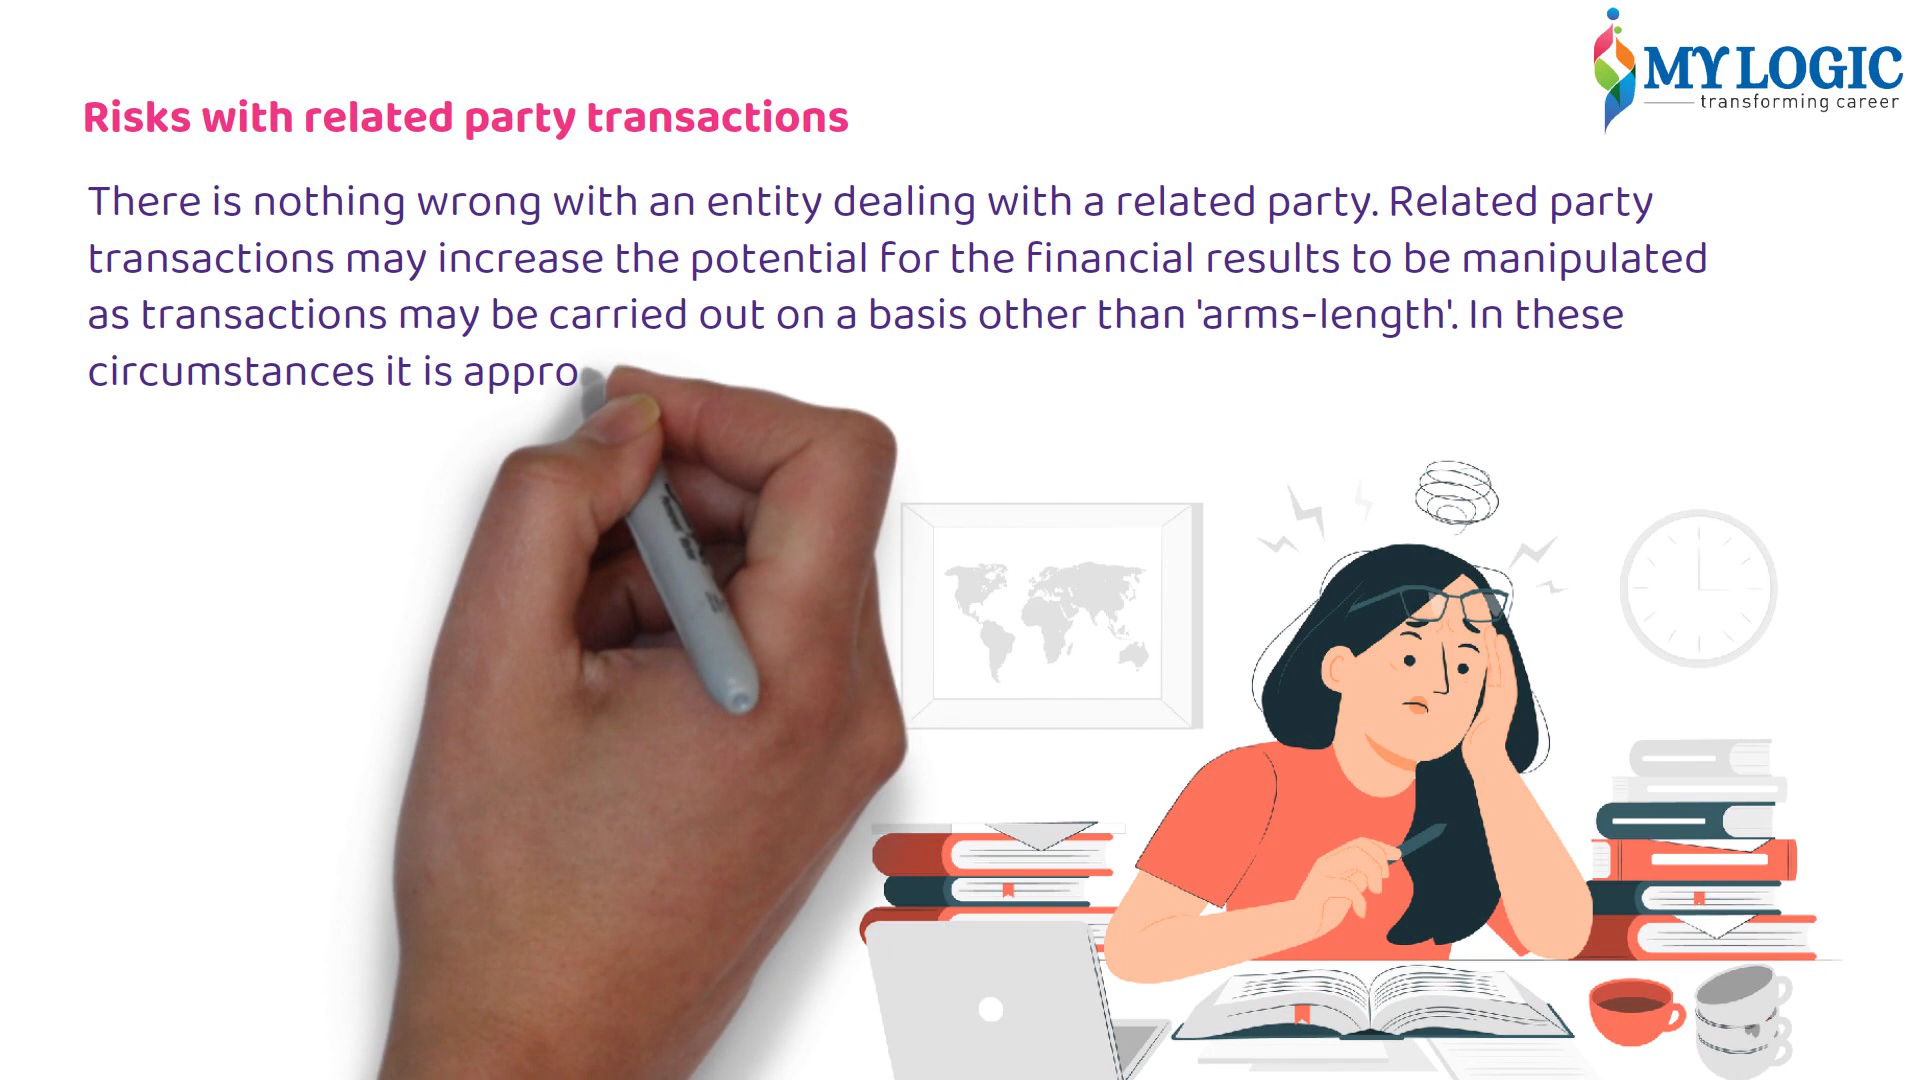 MY LOGIC
transforming career
Risks with related party transactions
There is nothing wrong with an entity dealing with a related party. Related party
transactions may increase the potential for the financial results to be manipulated
as transactions may be carried out on a basis other than 'arms-length'. In these
circumstances it is appro